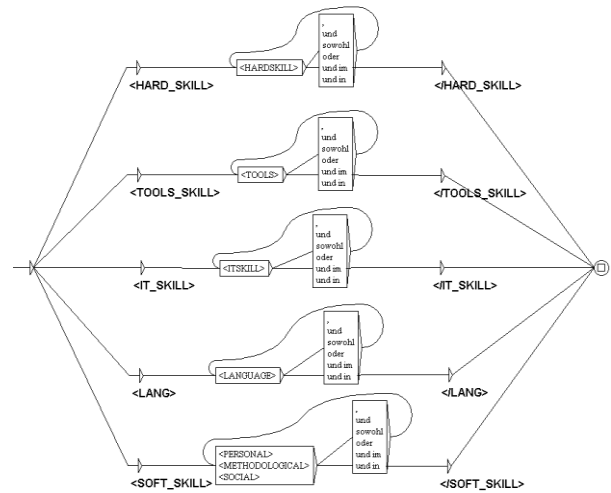 ,
und
sowohl
oder
und im
und in
<HARDSKILL>
<HARD_SKILL>
</HARD_SKILL>
,
und
sowohl
oder
und im
und in
<TOOLS>
<TOOLS_SKILL>
</TOOLS_SKILL>
,
und
sowohl
oder
und im
und in
<ITSKILL>
<IT_SKILL>
</IT_SKILL>
,
und
sowohl
oder
und im
und in
<LANGUAGE>
<LANG>
</LANG>
,
und
sowohl
oder
und im
und in
<PERSONAL>
<METHODOLOGICAL>
<SOCIAL>
<SOFT_SKILL>
</SOFT_SKILL>